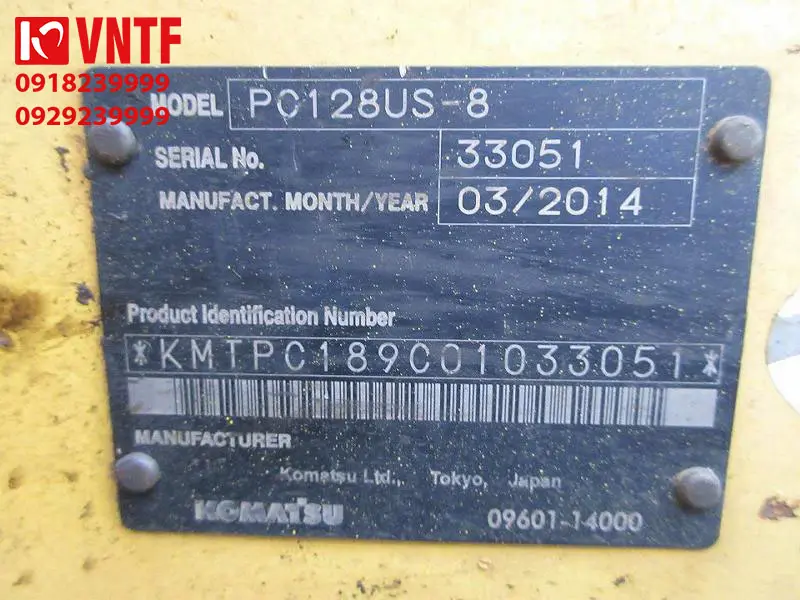 VNTF
0918239999
0929239999
MODEL PC128US-8
SERIAL No. 33051
MANUFACT. MONTH/YEAR 03/2014
Product Identification Number
*KMTPC189C01033051*
MANUFACTURER
Komatsu Ltd., Tokyo, Japan
KOMATSU 09601-14000